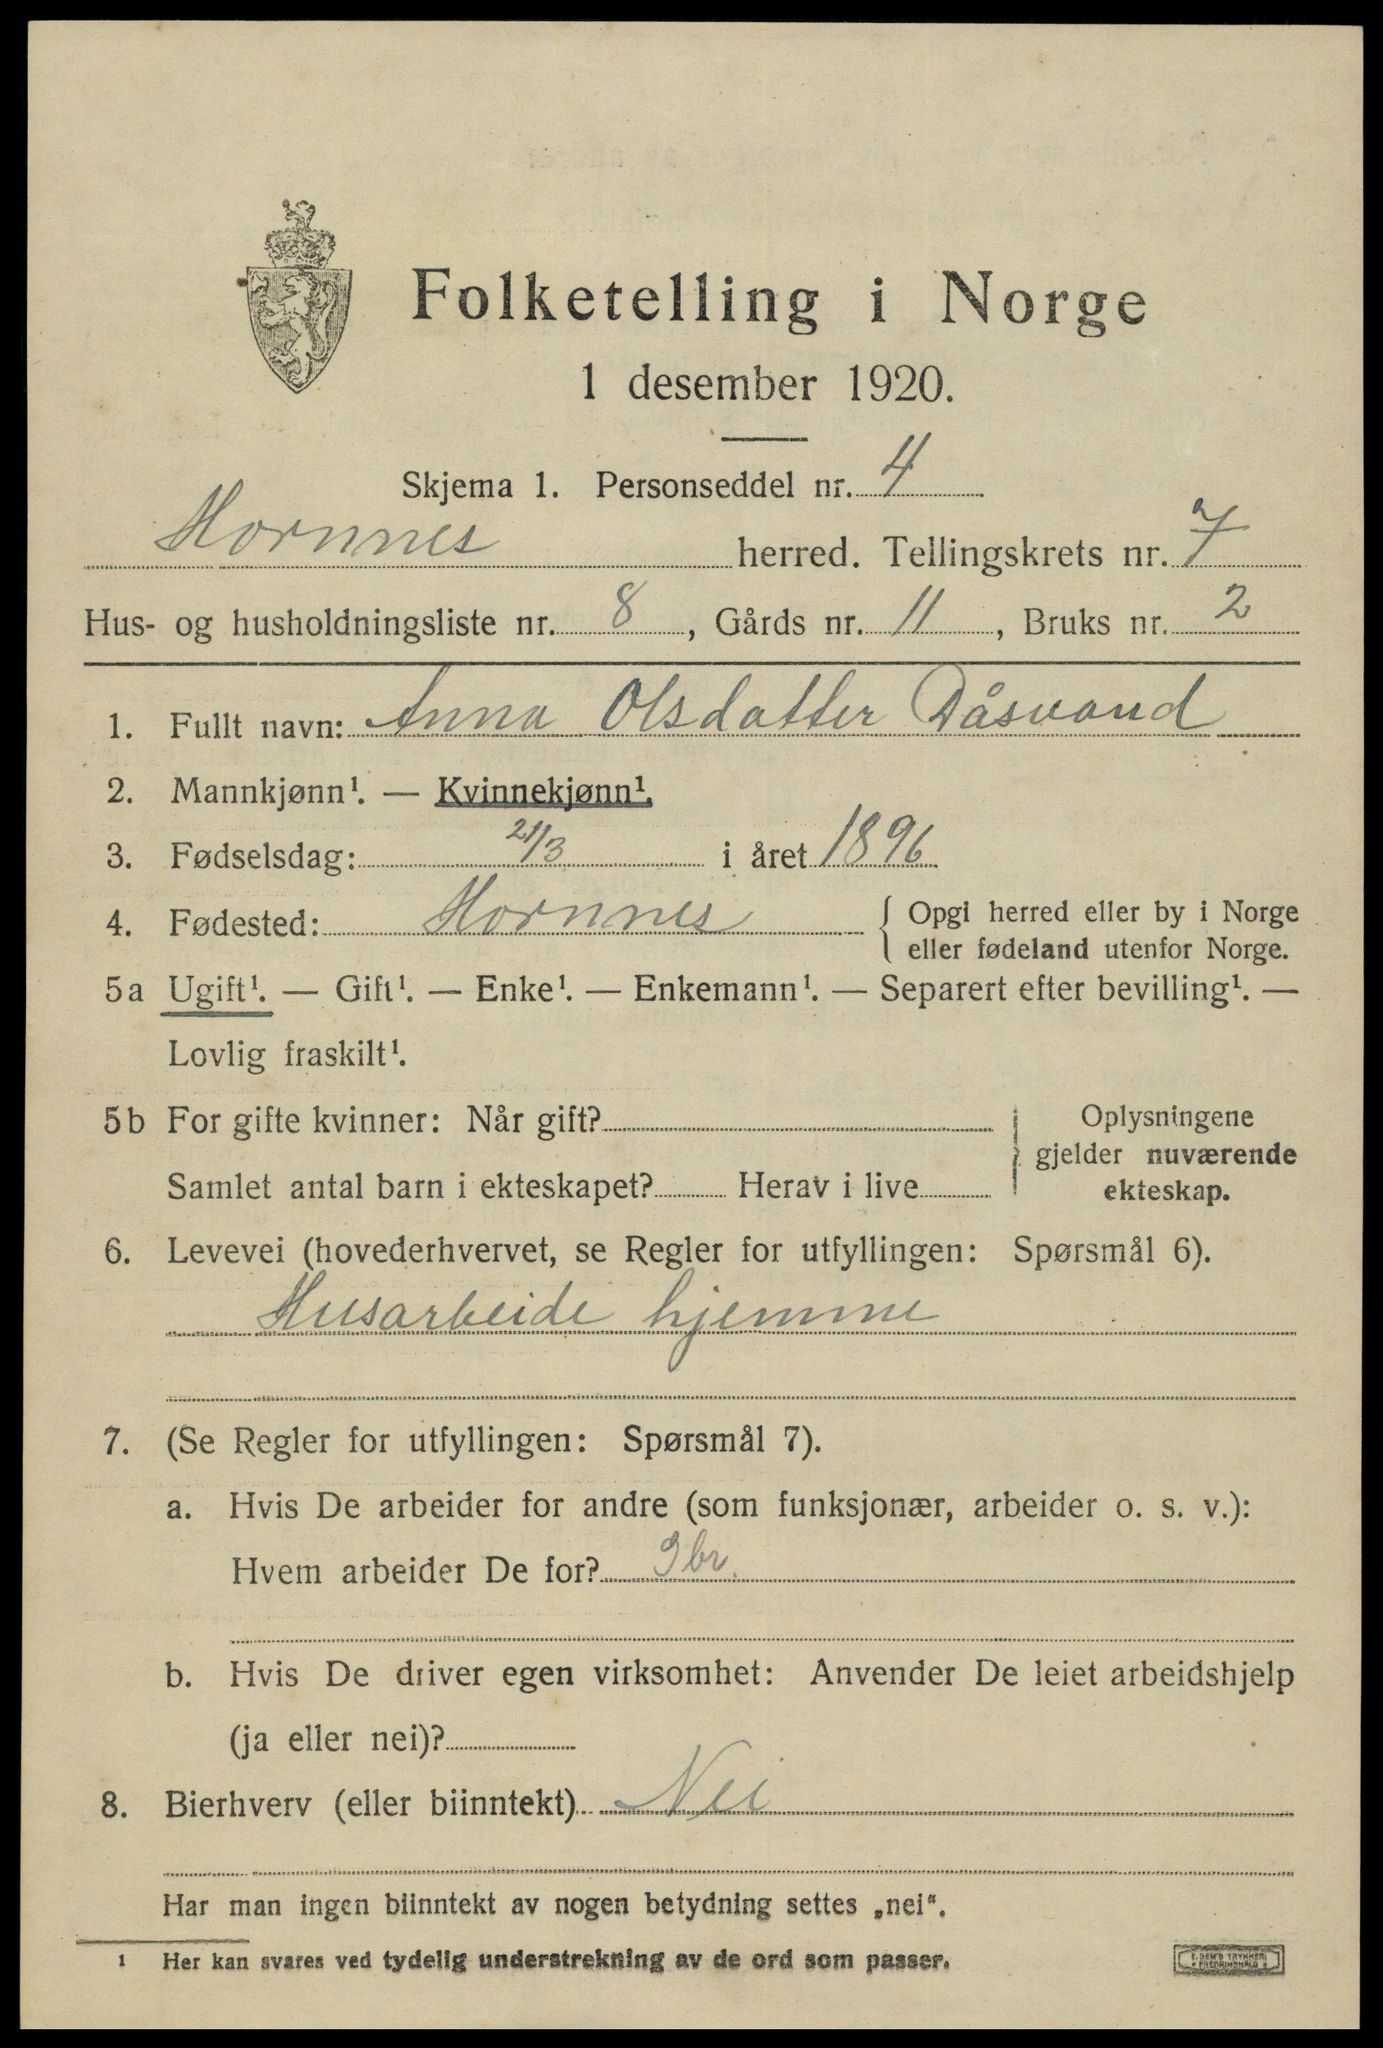 Folketelling i Norge
1 desember 1920.
Skjema 1. Personseddel nr. 4
Hornnes herred. Tellingskrets nr. 7
Hus- og husholdningsliste nr. 8, Gårds nr. 11, Bruks nr. 2
1. Fullt navn: Anna Olsdatter Dåsvand
2. Mannkjønn¹. — Kvinnekjønn¹.
3. Fødselsdag: 21/3 i året 1896
4. Fødested: Hornnes { Opgi herred eller by i Norge
eller fødeland utenfor Norge.
5a Ugift¹. — Gift¹. — Enke¹. — Enkemann¹. — Separert efter bevilling¹. —
Lovlig fraskilt¹.
5b For gifte kvinner: Når gift?
Samlet antal barn i ekteskapet? Herav i live
} Oplysningene
gjelder nuværende
ekteskap.
6. Levevei (hovederhvervet, se Regler for utfyllingen: Spørsmål 6).
Husarbeide hjemme
7. (Se Regler for utfyllingen: Spørsmål 7).
a. Hvis De arbeider for andre (som funksjonær, arbeider o. s. v.):
Hvem arbeider De for? gbr.
b. Hvis De driver egen virksomhet: Anvender De leiet arbeidshjelp
(ja eller nei)?
8. Bierhverv (eller biinntekt) Nei
Har man ingen biinntekt av nogen betydning settes „nei“.
1 Her kan svares ved tydelig understrekning av de ord som passer.